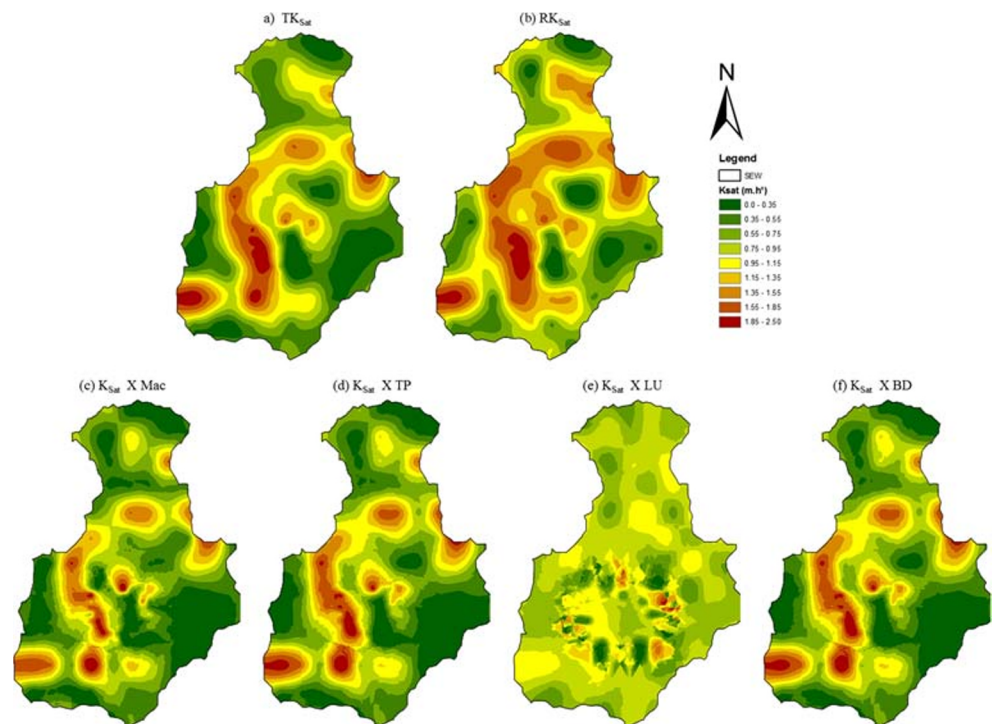 a) TKSat
(b) RKSat
N
Legend
SEW
Ksat (m.h¹)
0.0 - 0.35
0.35 - 0.55
0.55 - 0.75
0.75 - 0.95
0.95 - 1.15
1.15 - 1.35
1.35 - 1.55
1.55 - 1.85
1.85 - 2.50
(c) KSat X Mac
(d) KSat X TP
(e) KSat X LU
(f) KSat X BD